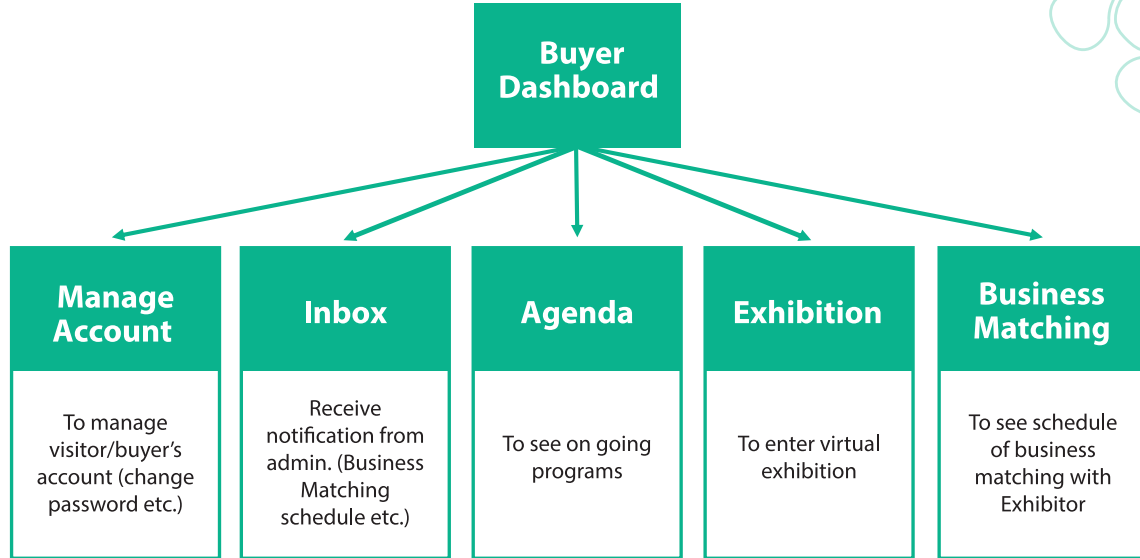 Buyer
Dashboard
Manage
Account
To manage
visitor/buyer's
account (change
password etc.)
Inbox
Receive
notification from
admin. (Business
Matching
schedule etc.)
Agenda
To see on going
programs
Exhibition
To enter virtual
exhibition
Business
Matching
To see schedule
of business
matching with
Exhibitor